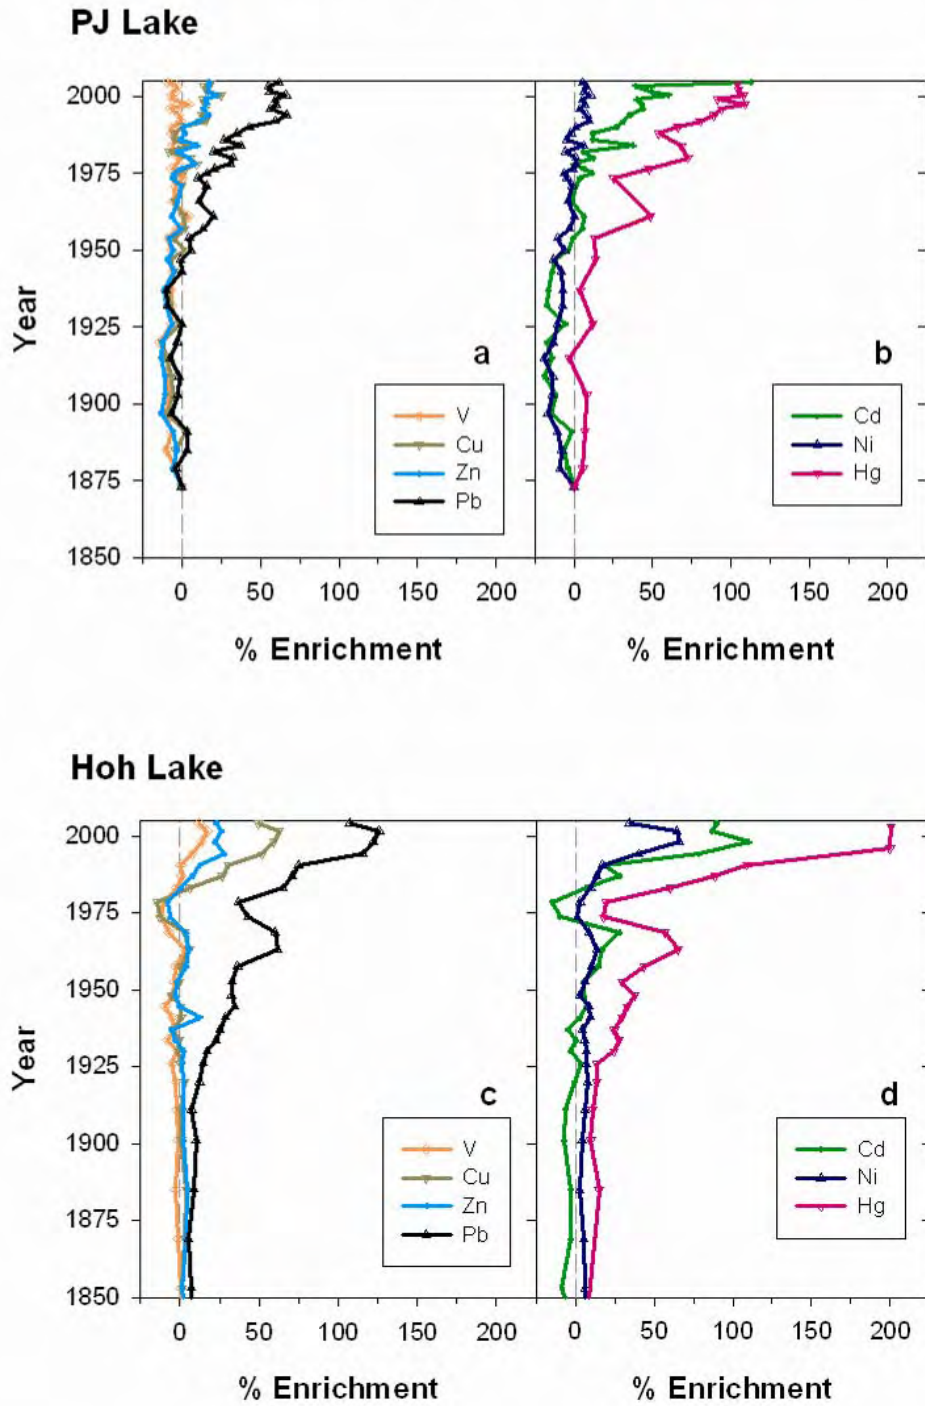 PJ Lake
Year
2000
1975
1950
1925
1900
1875
1850
a
V
Cu
Zn
Pb
b
Cd
Ni
Hg
0 50 100 150 200 0 50 100 150 200
% Enrichment % Enrichment
Hoh Lake
Year
2000
1975
1950
1925
1900
1875
1850
c
V
Cu
Zn
Pb
d
Cd
Ni
Hg
0 50 100 150 200 0 50 100 150 200
% Enrichment % Enrichment